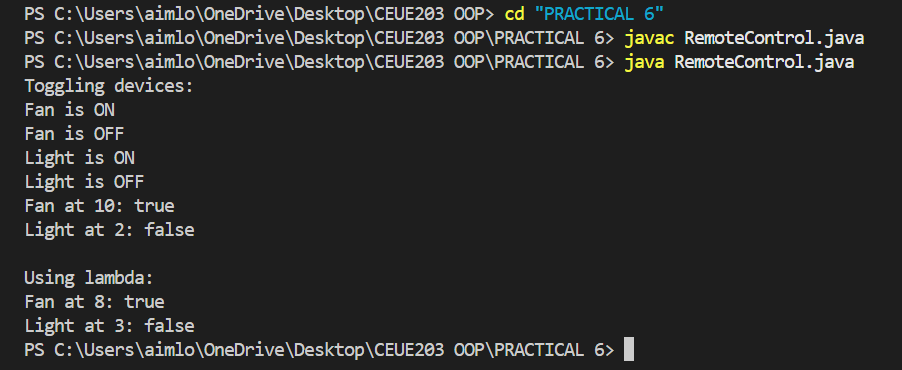 PS C:\Users\aimlo\OneDrive\Desktop\CEUE203 OOP> cd "PRACTICAL 6"
PS C:\Users\aimlo\OneDrive\Desktop\CEUE203 OOP\PRACTICAL 6> javac RemoteControl.java
PS C:\Users\aimlo\OneDrive\Desktop\CEUE203 OOP\PRACTICAL 6> java RemoteControl.java
Toggling devices:
Fan is ON
Fan is OFF
Light is ON
Light is OFF
Fan at 10: true
Light at 2: false

Using lambda:
Fan at 8: true
Light at 3: false
PS C:\Users\aimlo\OneDrive\Desktop\CEUE203 OOP\PRACTICAL 6>